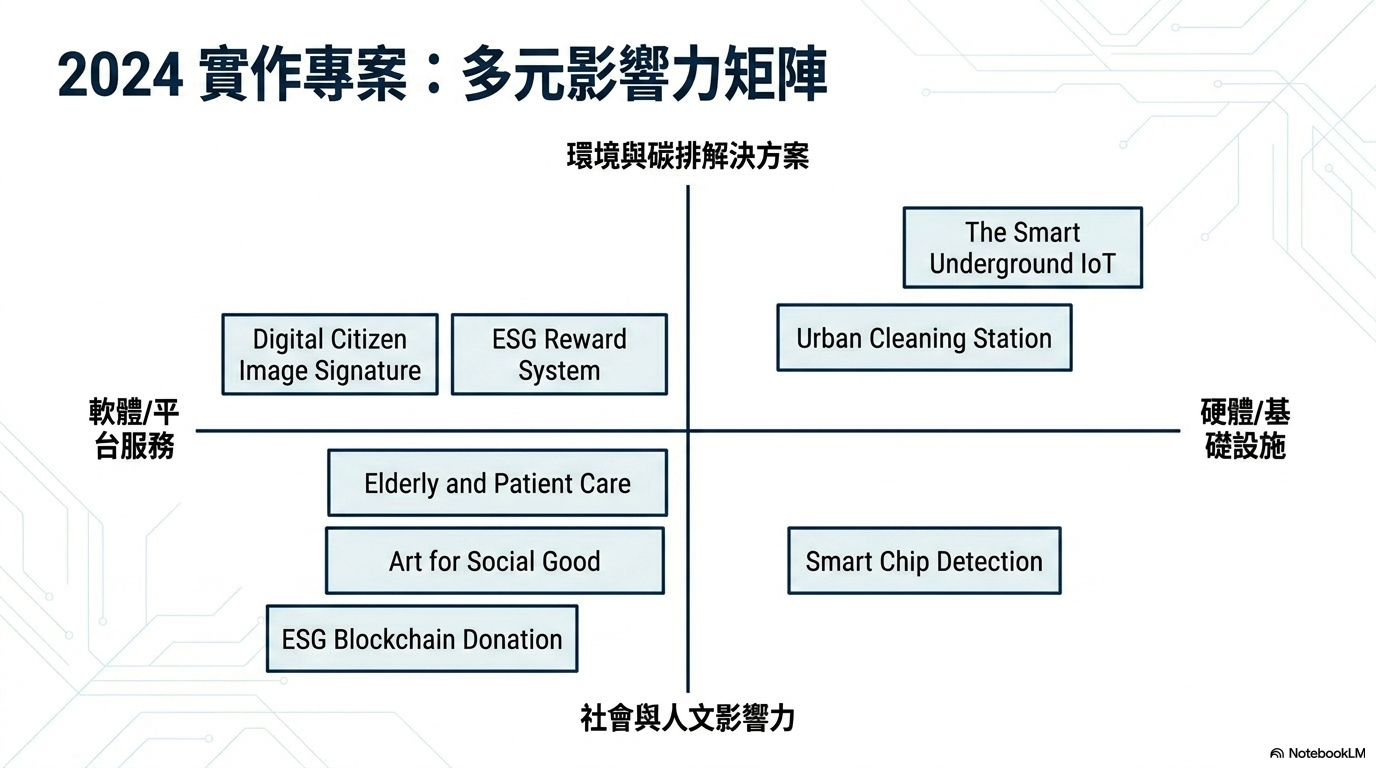 2024 實作專案：多元影響力矩陣
環境與碳排解決方案
The Smart
Underground IoT
Urban Cleaning Station
Digital Citizen
Image Signature
ESG Reward
System
軟體/平
台服務
硬體/基
礎設施
Elderly and Patient Care
Art for Social Good
Smart Chip Detection
ESG Blockchain Donation
社會與人文影響力
NotebookLM